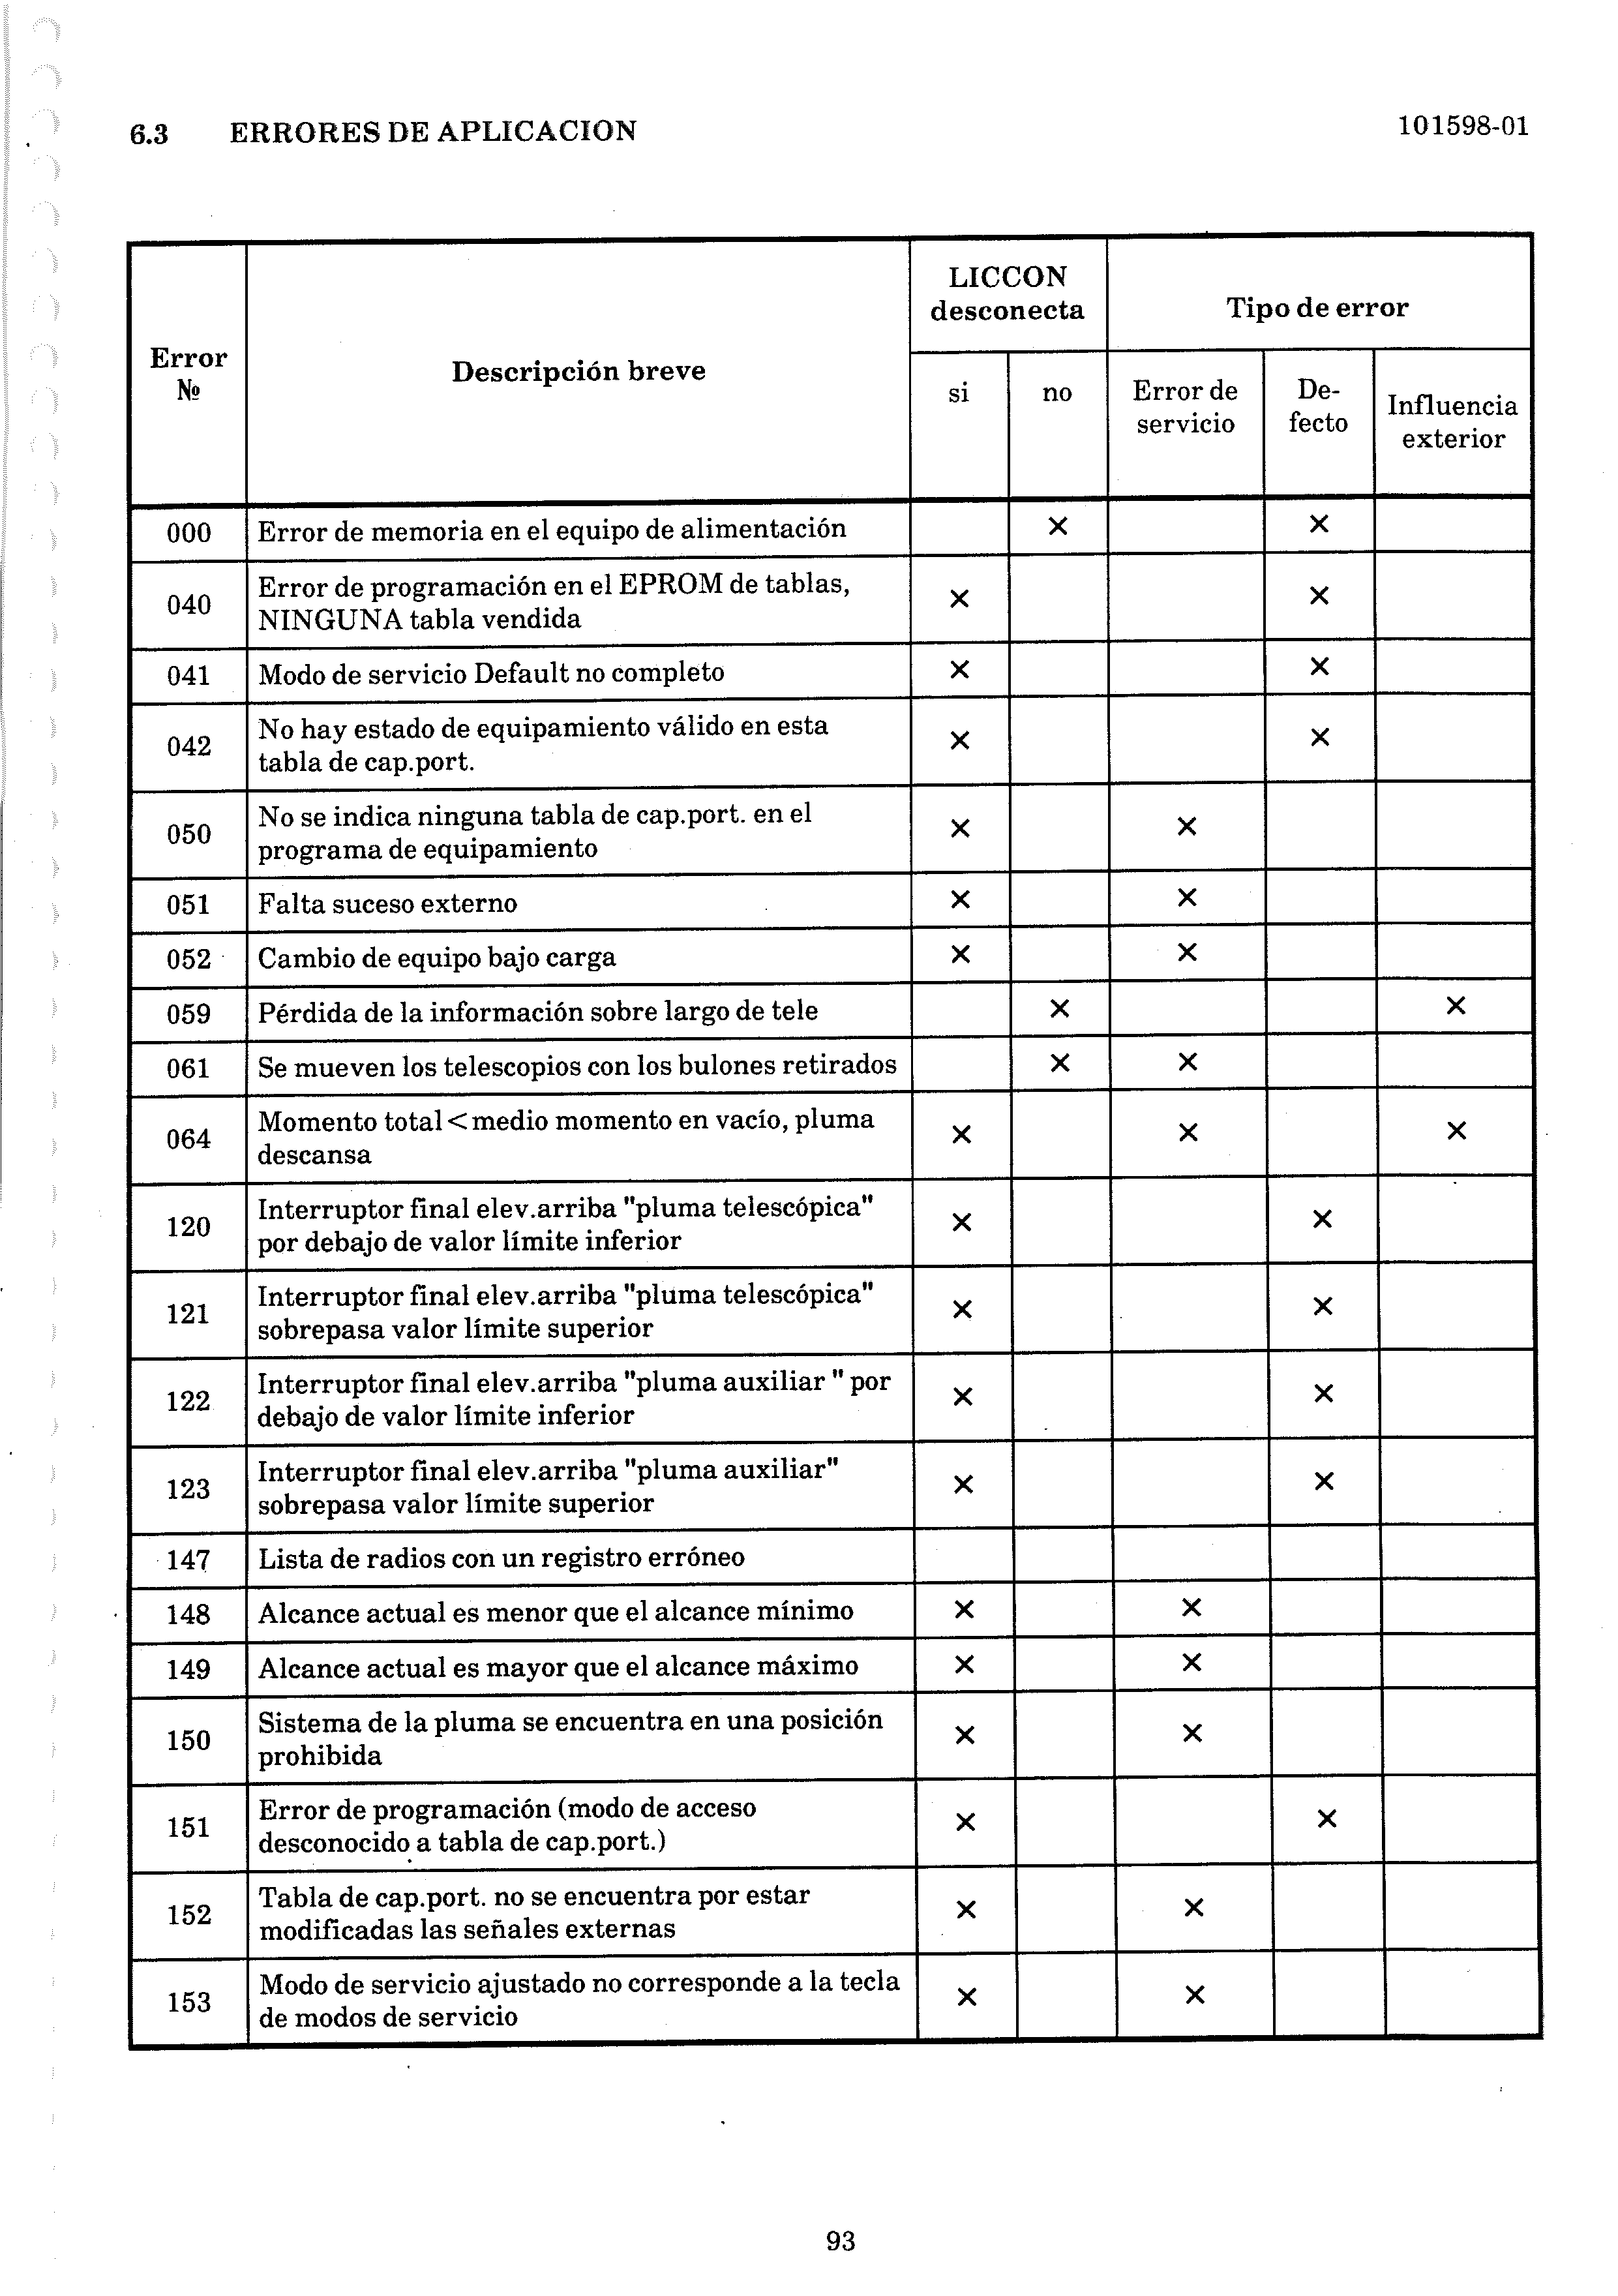 6.3 ERRORES DE APLICACION 101598-01
Error
№
Descripción breve
LICCON
desconecta
Tipo de error
si
no
Error de
servicio
De-
fecto
Influencia
exterior
000 Error de memoria en el equipo de alimentación × ×
040 Error de programación en el EPROM de tablas,
NINGUNA tabla vendida × ×
041 Modo de servicio Default no completo × ×
042 No hay estado de equipamiento válido en esta
tabla de cap.port. × ×
050 No se indica ninguna tabla de cap.port. en el
programa de equipamiento × ×
051 Falta suceso externo × ×
052 Cambio de equipo bajo carga × ×
059 Pérdida de la información sobre largo de tele × ×
061 Se mueven los telescopios con los bulones retirados × ×
064 Momento total < medio momento en vacío, pluma
descansa × × ×
120 Interruptor final elev.arriba "pluma telescópica"
por debajo de valor límite inferior × ×
121 Interruptor final elev.arriba "pluma telescópica"
sobrepasa valor límite superior × ×
122 Interruptor final elev.arriba "pluma auxiliar " por
debajo de valor límite inferior × ×
123 Interruptor final elev.arriba "pluma auxiliar"
sobrepasa valor límite superior × ×
147 Lista de radios con un registro erróneo
148 Alcance actual es menor que el alcance mínimo × ×
149 Alcance actual es mayor que el alcance máximo × ×
150 Sistema de la pluma se encuentra en una posición
prohibida × ×
151 Error de programación (modo de acceso
desconocido a tabla de cap.port.) × ×
152 Tabla de cap.port. no se encuentra por estar
modificadas las señales externas × ×
153 Modo de servicio ajustado no corresponde a la tecla
de modos de servicio × ×
93